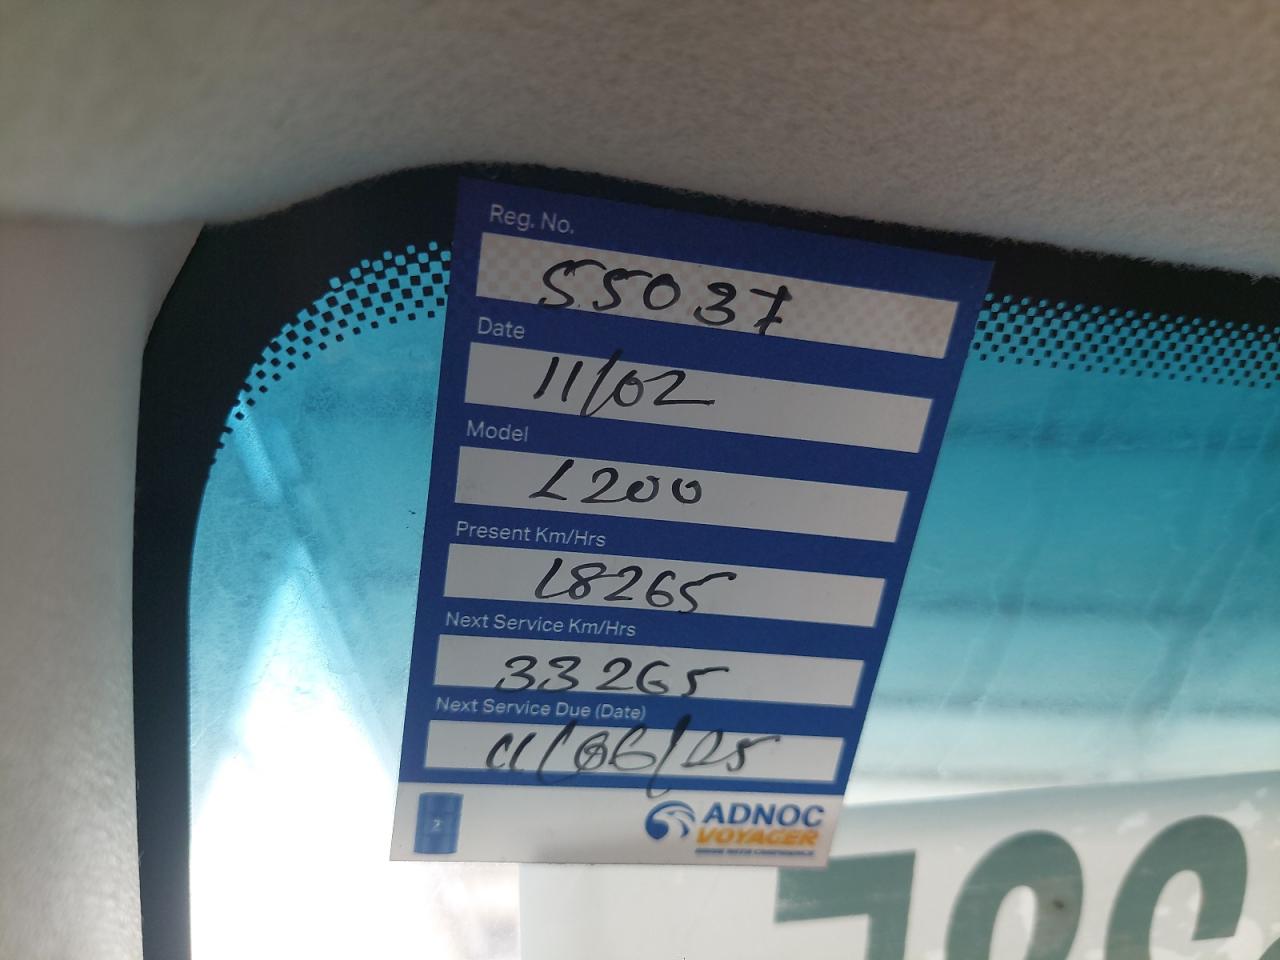 Reg. No.
55037
Date
11/02
Model
L200
Present Km/Hrs
18265
Next Service Km/Hrs
33265
Next Service Due (Date)
11/06/25
2
ADNOC
VOYAGER